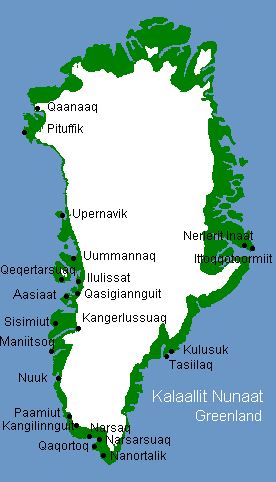 Qaanaaq
Pituffik
Upernavik
Nerlerit Inaat
Ittoqqotoormiit
Uummannaq
Qeqertarsuaq
Ilulissat
Aasiaat
Qasigiannguit
Sisimiut
Kangerlussuaq
Maniitsoq
Kulusuk
Tasiilaq
Nuuk
Kalaallit Nunaat
Greenland
Paamiut
Kangilinnguit
Narsaq
Narsarsuaq
Qaqortoq
Nanortalik